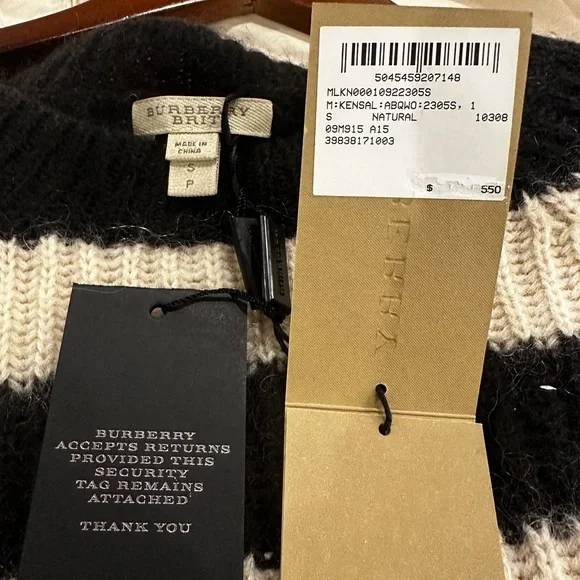 5045459207148
MLKN00010922305S
M:KENSAL:ABQWO:2305S, 1
S NATURAL 10308
09M915 A15
39838171003
$ 550
BURBERRY
BRIT
MADE IN
CHINA
S
P
BURBERRY
ACCEPTS RETURNS
PROVIDED THIS
SECURITY
TAG REMAINS
ATTACHED
THANK YOU